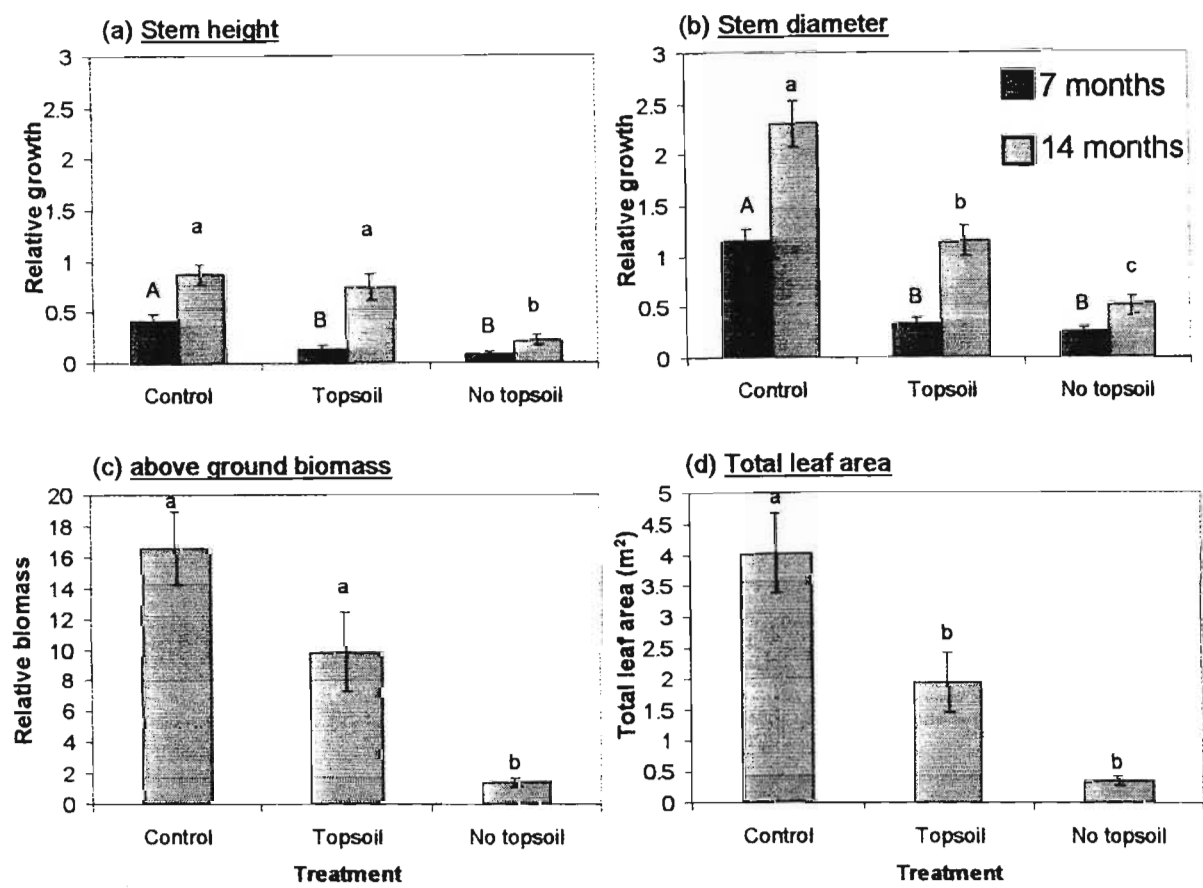 (a) Stem height
3
2.5
2
1.5
1
0.5
0
Relative growth
A
a
B
a
B
b
Control
Topsoil
No topsoil
(b) Stem diameter
3
2.5
2
1.5
1
0.5
0
Relative growth
A
a
B
b
B
c
7 months
14 months
Control
Topsoil
No topsoil
(c) above ground biomass
20
18
16
14
12
10
8
6
4
2
0
Relative biomass
a
a
b
Control
Topsoil
No topsoil
Treatment
(d) Total leaf area
5
4.5
4
3.5
3
2.5
2
1.5
1
0.5
0
Total leaf area (m²)
a
b
b
Control
Topsoil
No topsoil
Treatment